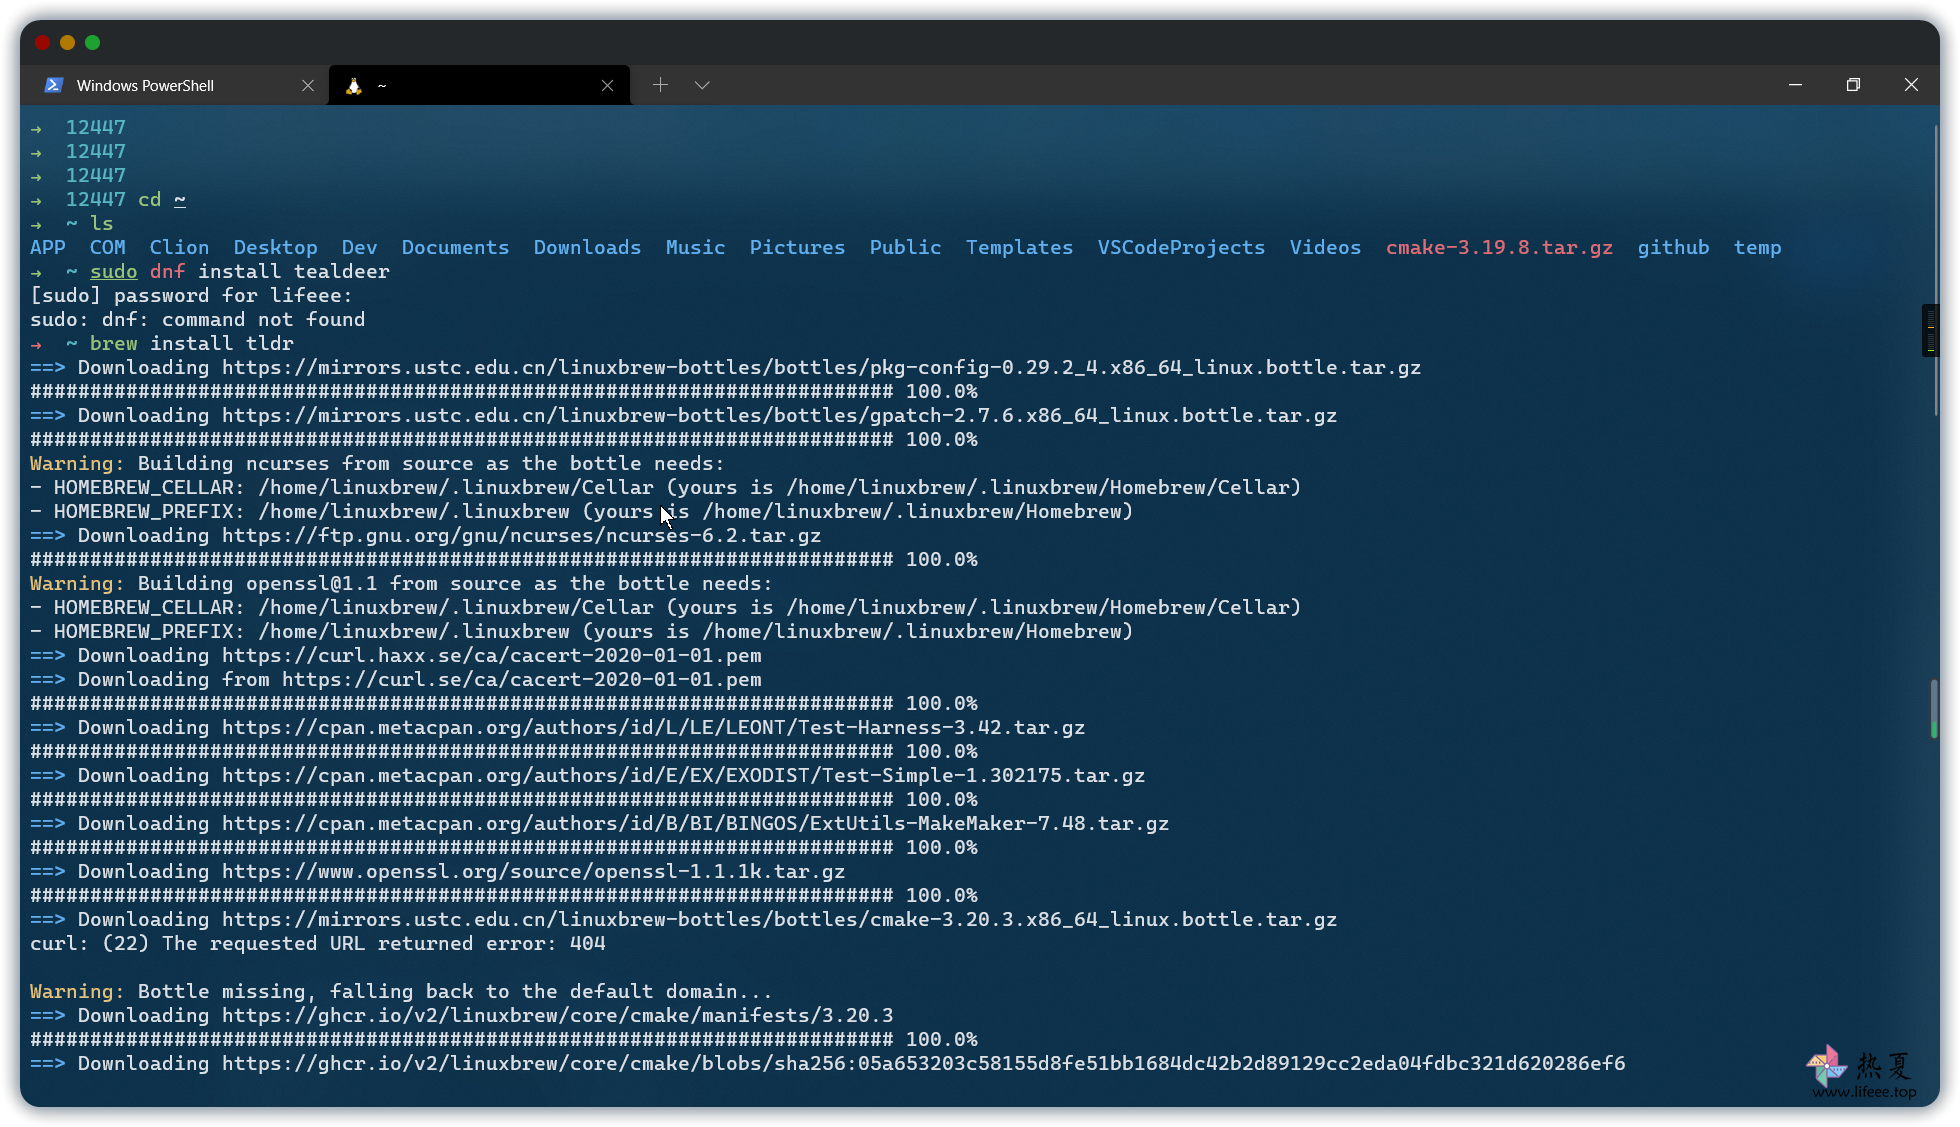 Windows PowerShell
~
→ 12447
→ 12447
→ 12447
→ 12447 cd ~
→ ~ ls
APP COM Clion Desktop Dev Documents Downloads Music Pictures Public Templates VSCodeProjects Videos cmake-3.19.8.tar.gz github temp
→ ~ sudo dnf install tealdeer
[sudo] password for lifeee:
sudo: dnf: command not found
→ ~ brew install tldr
==> Downloading https://mirrors.ustc.edu.cn/linuxbrew-bottles/bottles/pkg-config-0.29.2_4.x86_64_linux.bottle.tar.gz
######################################################################## 100.0%
==> Downloading https://mirrors.ustc.edu.cn/linuxbrew-bottles/bottles/gpatch-2.7.6.x86_64_linux.bottle.tar.gz
######################################################################## 100.0%
Warning: Building ncurses from source as the bottle needs:
- HOMEBREW_CELLAR: /home/linuxbrew/.linuxbrew/Cellar (yours is /home/linuxbrew/.linuxbrew/Homebrew/Cellar)
- HOMEBREW_PREFIX: /home/linuxbrew/.linuxbrew (yours is /home/linuxbrew/.linuxbrew/Homebrew)
==> Downloading https://ftp.gnu.org/gnu/ncurses/ncurses-6.2.tar.gz
######################################################################## 100.0%
Warning: Building openssl@1.1 from source as the bottle needs:
- HOMEBREW_CELLAR: /home/linuxbrew/.linuxbrew/Cellar (yours is /home/linuxbrew/.linuxbrew/Homebrew/Cellar)
- HOMEBREW_PREFIX: /home/linuxbrew/.linuxbrew (yours is /home/linuxbrew/.linuxbrew/Homebrew)
==> Downloading https://curl.haxx.se/ca/cacert-2020-01-01.pem
==> Downloading from https://curl.se/ca/cacert-2020-01-01.pem
######################################################################## 100.0%
==> Downloading https://cpan.metacpan.org/authors/id/L/LE/LEONT/Test-Harness-3.42.tar.gz
######################################################################## 100.0%
==> Downloading https://cpan.metacpan.org/authors/id/E/EX/EXODIST/Test-Simple-1.302175.tar.gz
######################################################################## 100.0%
==> Downloading https://cpan.metacpan.org/authors/id/B/BI/BINGOS/ExtUtils-MakeMaker-7.48.tar.gz
######################################################################## 100.0%
==> Downloading https://www.openssl.org/source/openssl-1.1.1k.tar.gz
######################################################################## 100.0%
==> Downloading https://mirrors.ustc.edu.cn/linuxbrew-bottles/bottles/cmake-3.20.3.x86_64_linux.bottle.tar.gz
curl: (22) The requested URL returned error: 404
Warning: Bottle missing, falling back to the default domain...
==> Downloading https://ghcr.io/v2/linuxbrew/core/cmake/manifests/3.20.3
######################################################################## 100.0%
==> Downloading https://ghcr.io/v2/linuxbrew/core/cmake/blobs/sha256:05a653203c58155d8fe51bb1684dc42b2d89129cc2eda04fdbc321d620286ef6
热夏
www.lifeee.top